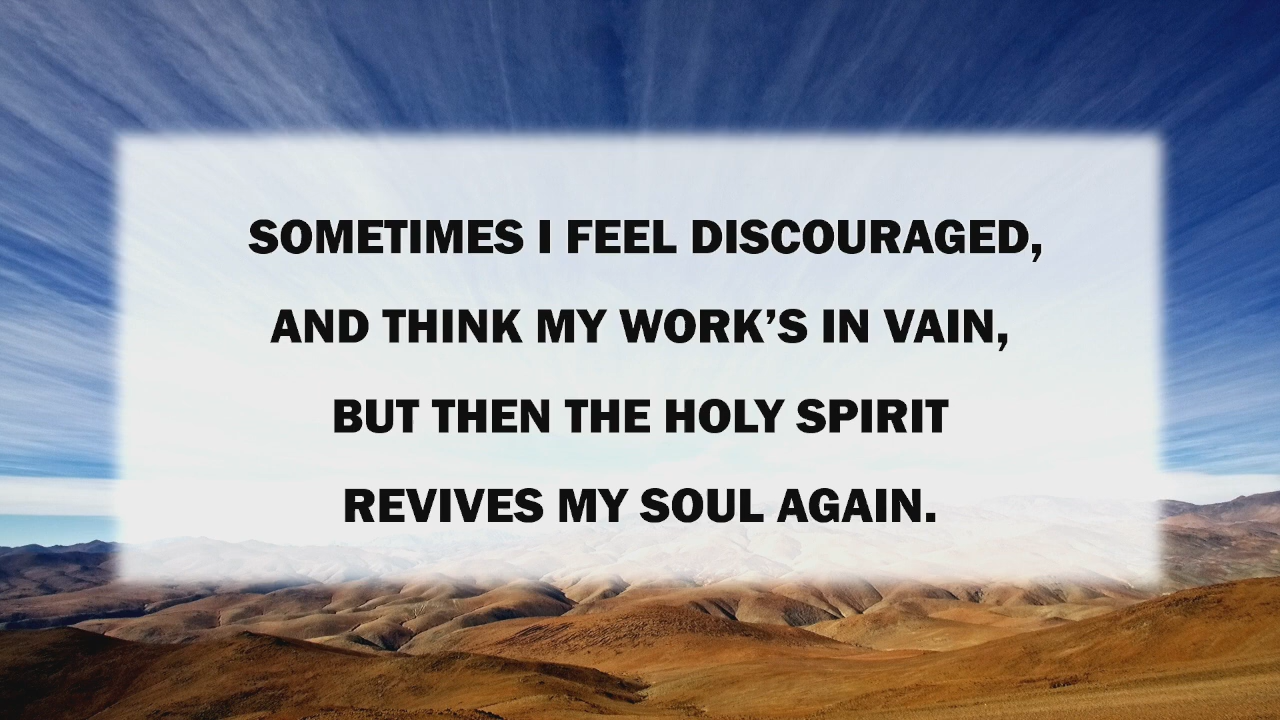 SOMETIMES I FEEL DISCOURAGED,
AND THINK MY WORK’S IN VAIN,
BUT THEN THE HOLY SPIRIT
REVIVES MY SOUL AGAIN.